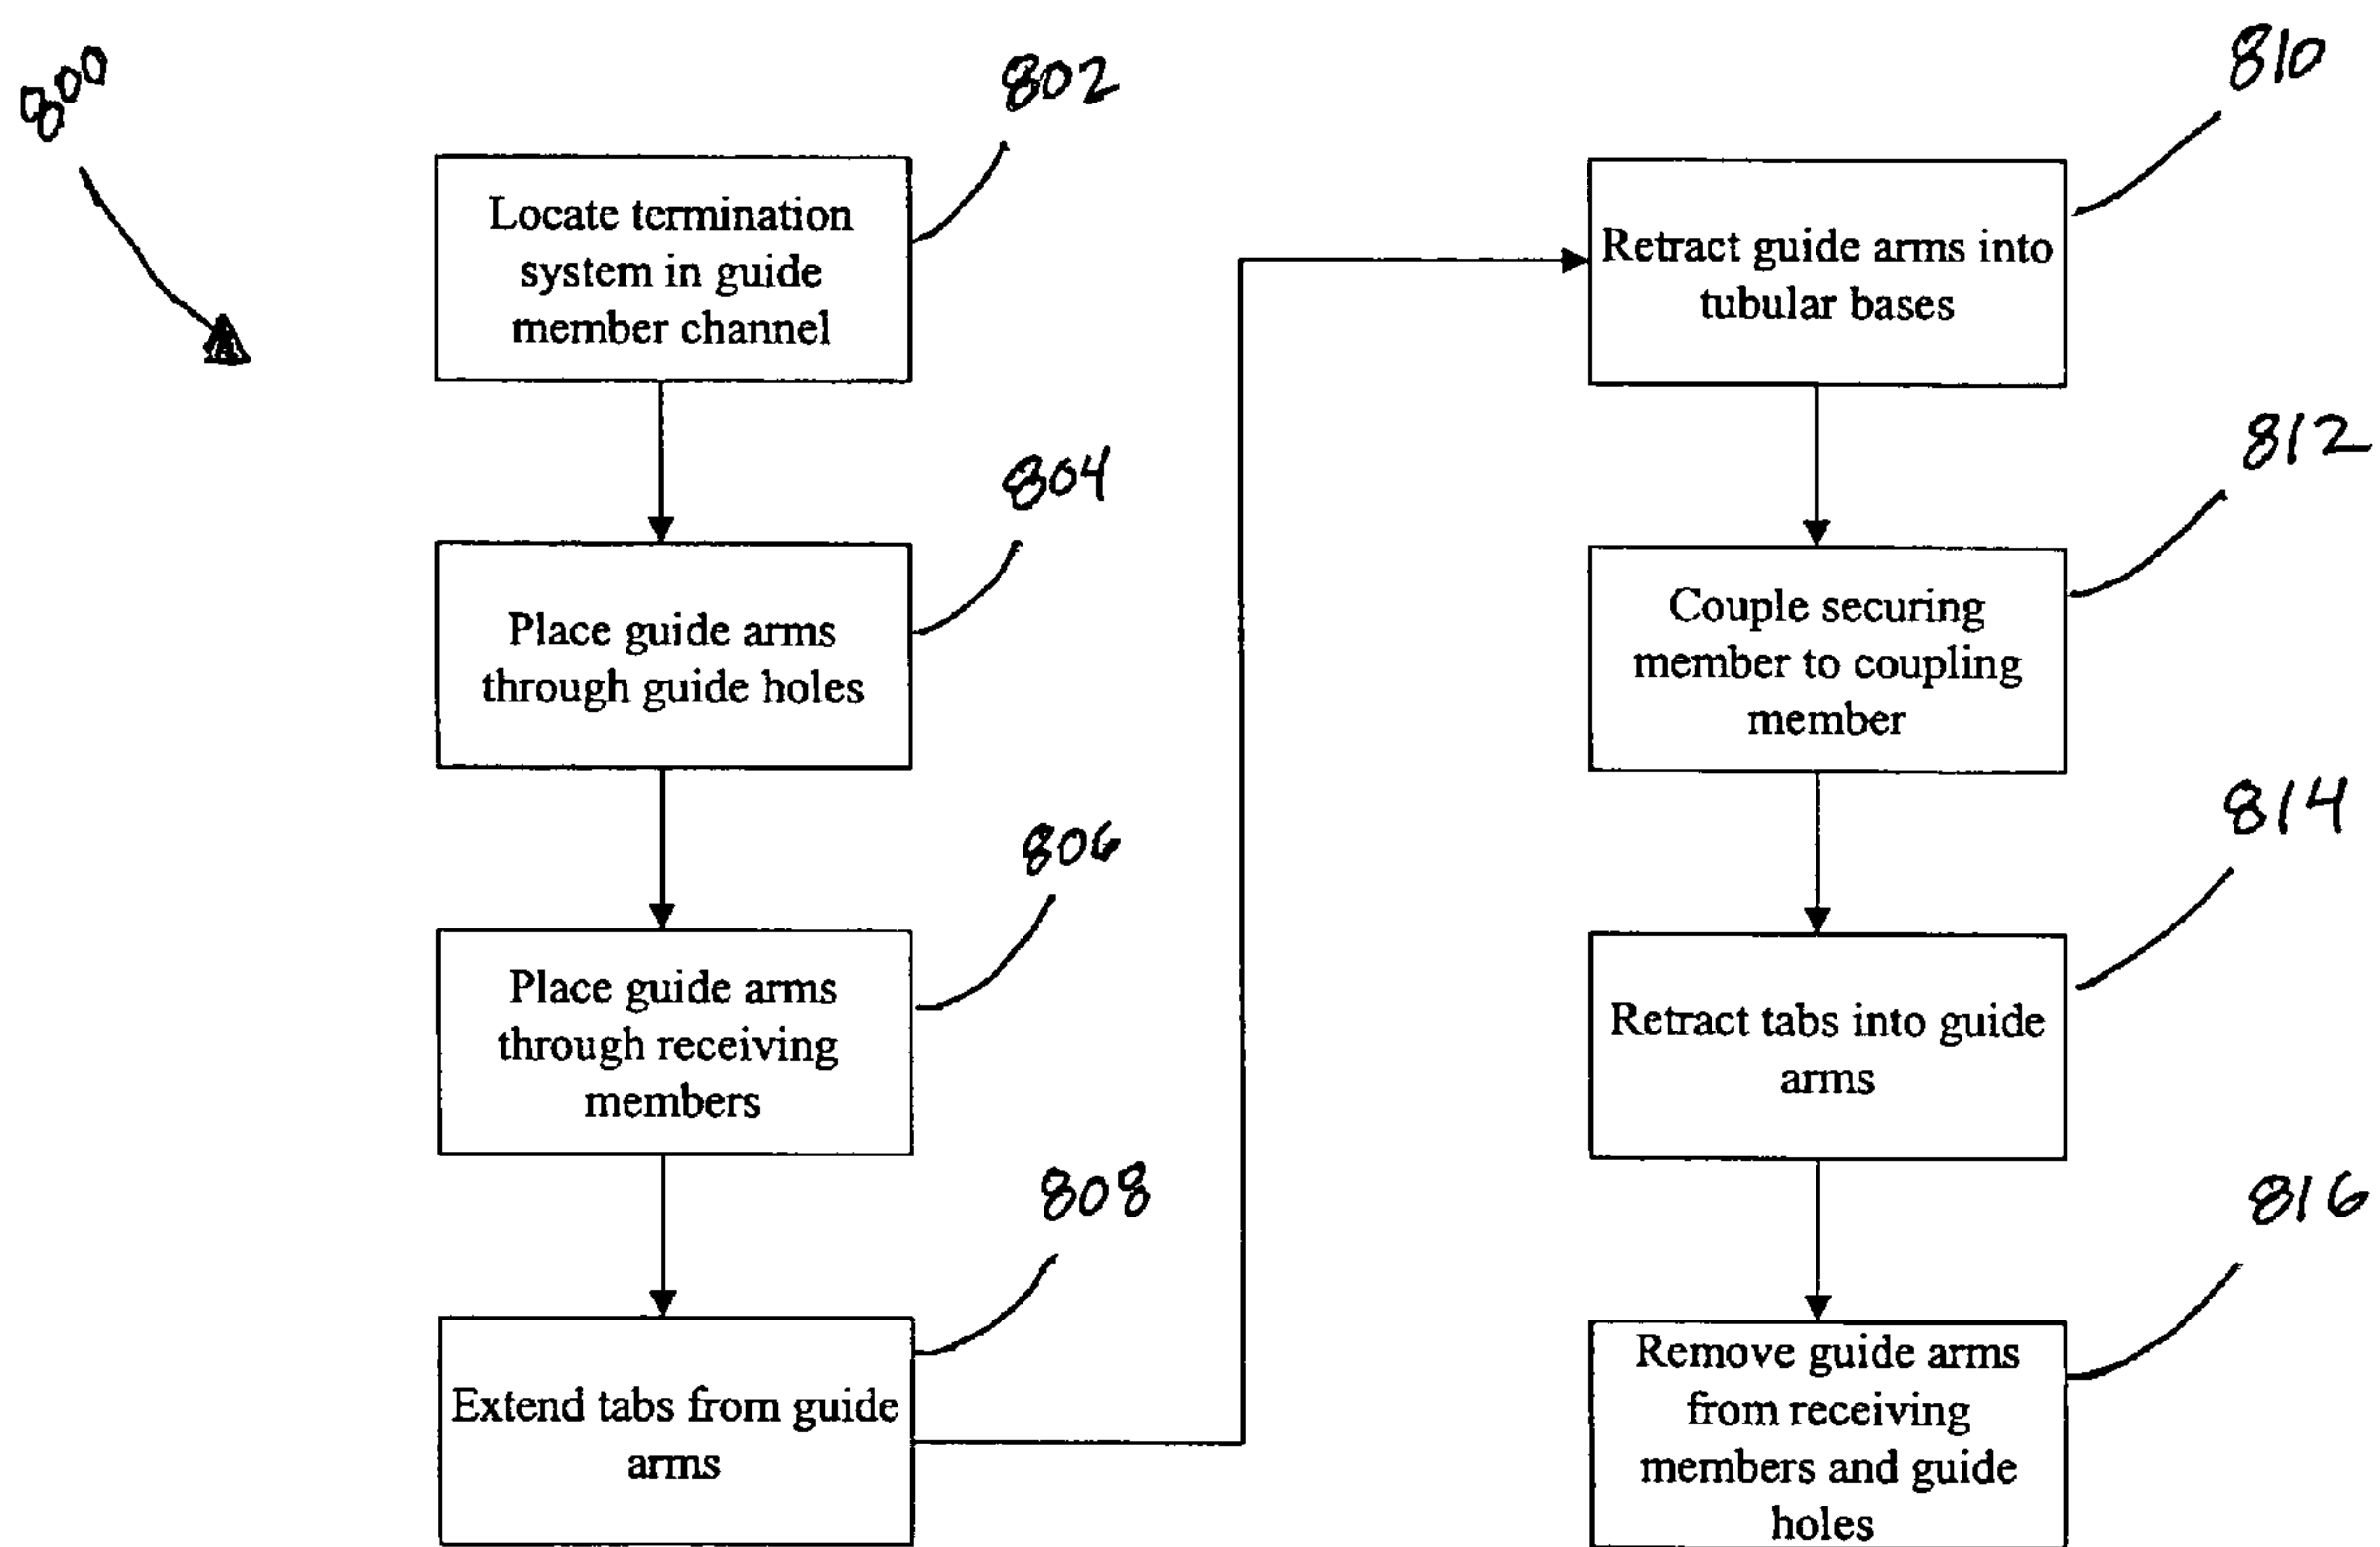 800
802
Locate termination
system in guide
member channel
804
Place guide arms
through guide holes
806
Place guide arms
through receiving
members
808
Extend tabs from guide
arms
810
Retract guide arms into
tubular bases
812
Couple securing
member to coupling
member
814
Retract tabs into guide
arms
816
Remove guide arms
from receiving
members and guide
holes